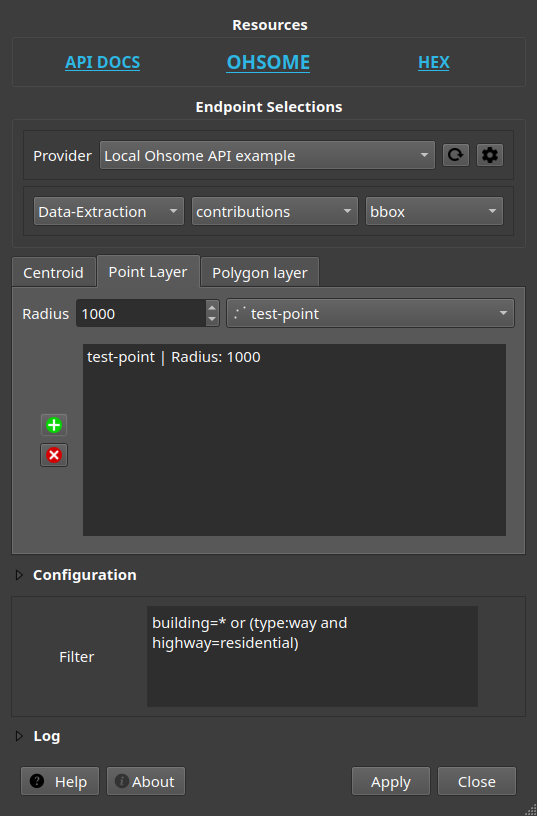 Resources
API DOCS OHSOME HEX
Endpoint Selections
Provider Local Ohsome API example
Data-Extraction contributions bbox
Centroid Point Layer Polygon layer
Radius 1000 test-point
test-point | Radius: 1000
Configuration
building=* or (type:way and
highway=residential)
Filter
Log
Help About Apply Close